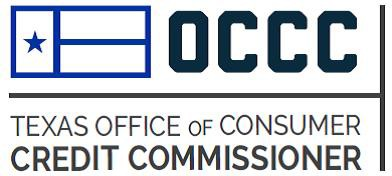 OCCC
TEXAS OFFICE OF CONSUMER
CREDIT COMMISSIONER